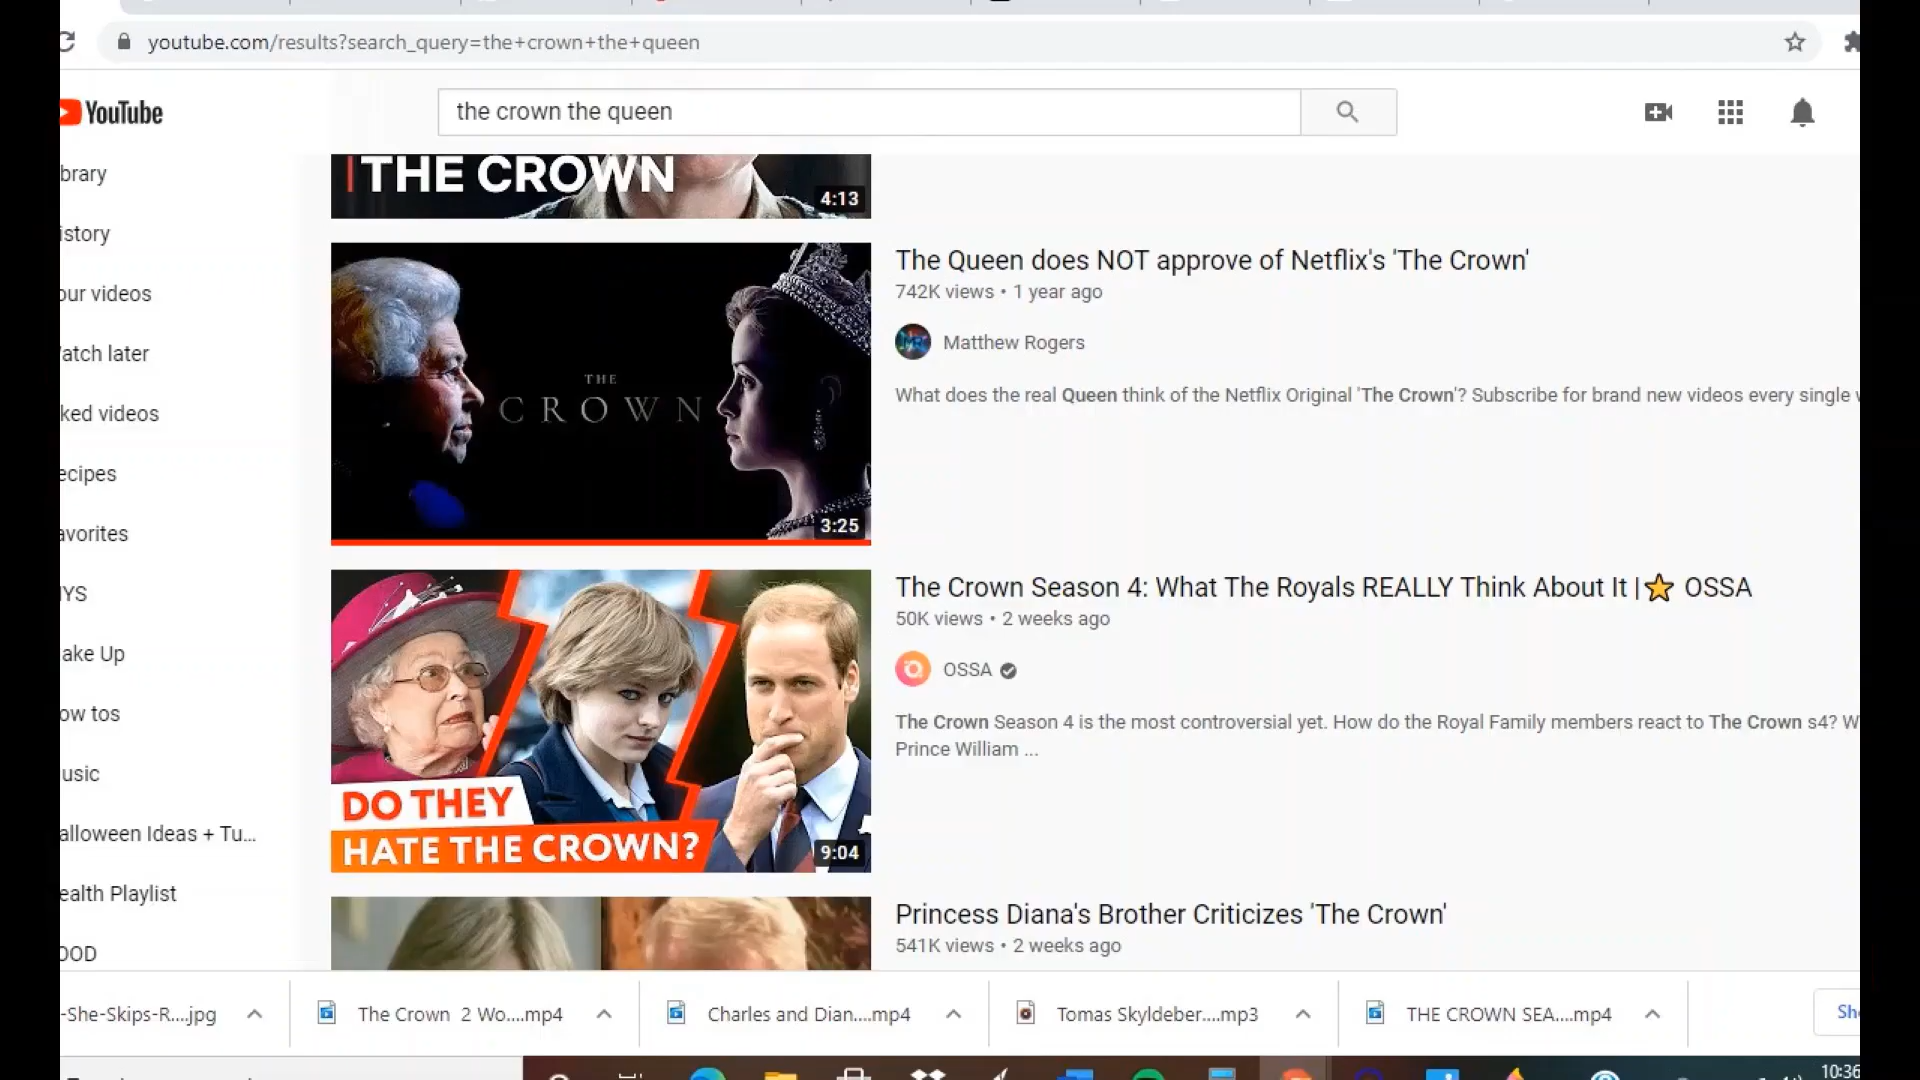 youtube.com/results?search_query=the+crown+the+queen
YouTube
the crown the queen
ibrary
istory
our videos
atch later
ked videos
ecipes
avorites
IYS
ake Up
ow tos
usic
alloween Ideas + Tu...
ealth Playlist
OOD
THE CROWN
4:13
THE
CROWN
3:25
The Queen does NOT approve of Netflix's 'The Crown'
742K views • 1 year ago
Matthew Rogers
What does the real Queen think of the Netflix Original 'The Crown'? Subscribe for brand new videos every single
DO THEY
HATE THE CROWN?
9:04
The Crown Season 4: What The Royals REALLY Think About It |⭐ OSSA
50K views • 2 weeks ago
OSSA
The Crown Season 4 is the most controversial yet. How do the Royal Family members react to The Crown s4? W
Prince William ...
Princess Diana's Brother Criticizes 'The Crown'
541K views • 2 weeks ago
-She-Skips-R....jpg
The Crown 2 Wo....mp4
Charles and Dian....mp4
Tomas Skyldeber....mp3
THE CROWN SEA....mp4
Sh
10:36